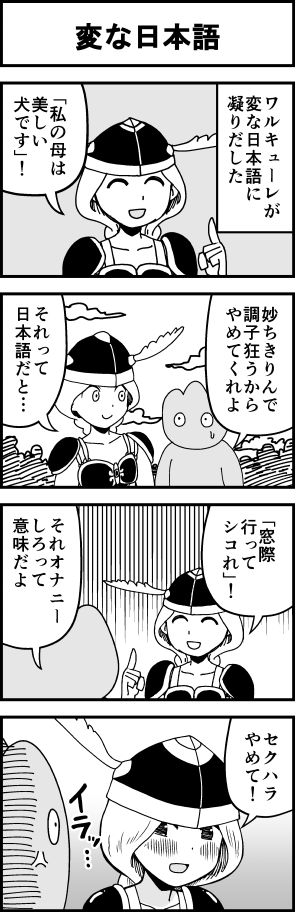 変な日本語
ワルキューレが
変な日本語に
凝りだした
「私の母は
美しい
犬です」！
妙ちきりんで
調子狂うから
やめてくれよ
それって
日本語だと…
「窓際
行って
シコれ」！
それオナニー
しろって
意味だよ
セクハラ
やめて！
イラッ…